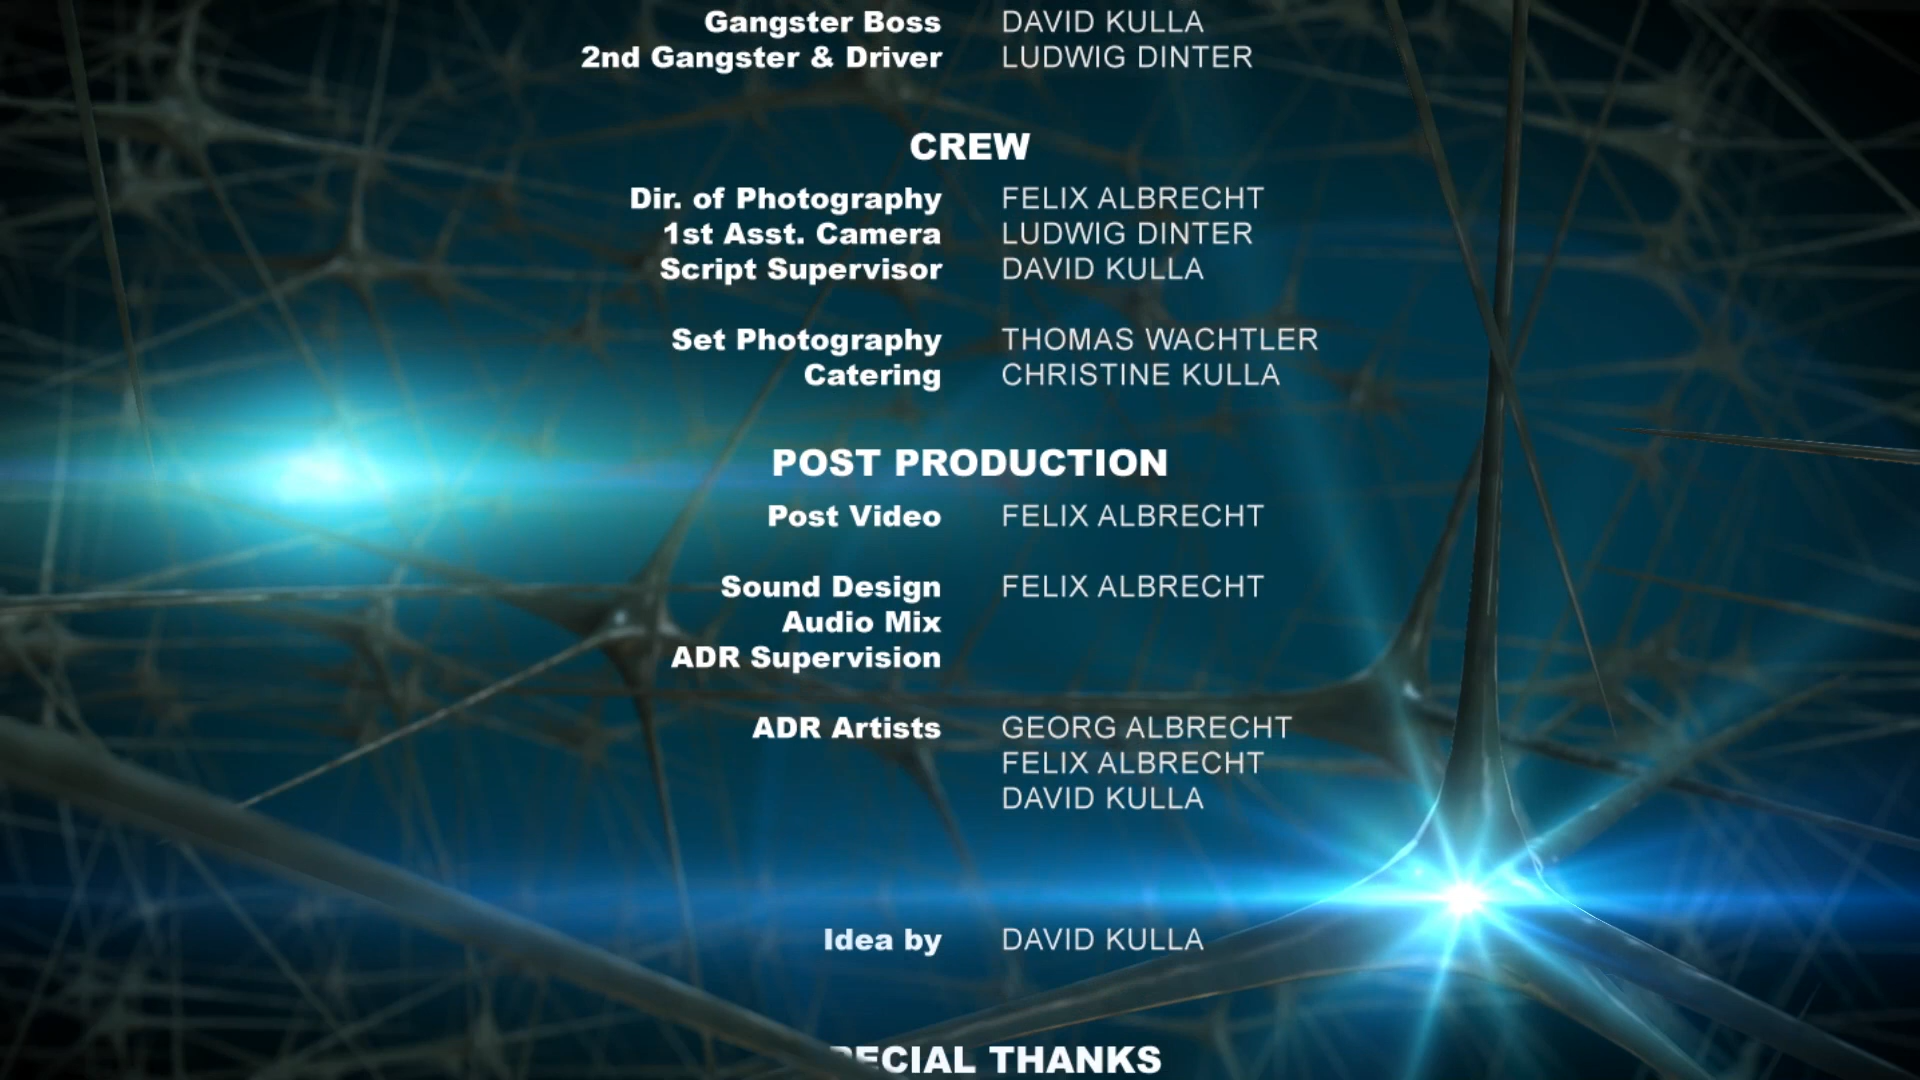 Gangster Boss DAVID KULLA
2nd Gangster & Driver LUDWIG DINTER
CREW
Dir. of Photography FELIX ALBRECHT
1st Asst. Camera LUDWIG DINTER
Script Supervisor DAVID KULLA
Set Photography THOMAS WACHTLER
Catering CHRISTINE KULLA
POST PRODUCTION
Post Video FELIX ALBRECHT
Sound Design FELIX ALBRECHT
Audio Mix
ADR Supervision
ADR Artists GEORG ALBRECHT
FELIX ALBRECHT
DAVID KULLA
Idea by DAVID KULLA
PECIAL THANKS